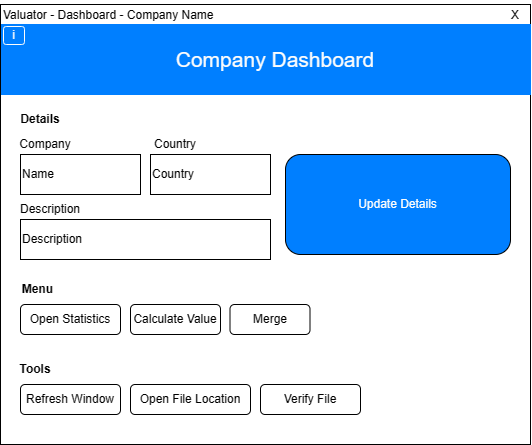 Valuator - Dashboard - Company Name X
i
Company Dashboard
Details
Company Country
Name Country
Update Details
Description
Description
Menu
Open Statistics Calculate Value Merge
Tools
Refresh Window Open File Location Verify File